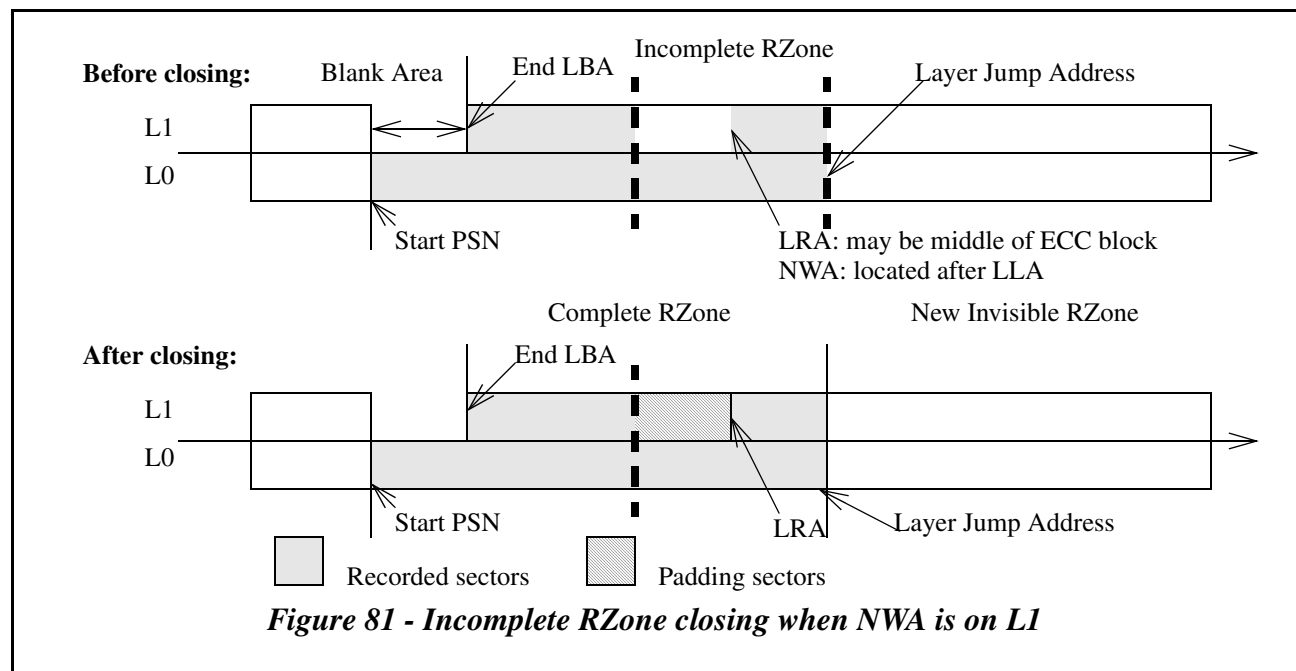 Incomplete RZone
Before closing:
Blank Area
End LBA
Layer Jump Address
L1
L0
Start PSN
LRA: may be middle of ECC block
NWA: located after LLA
Complete RZone
New Invisible RZone
After closing:
End LBA
L1
L0
Start PSN
LRA
Layer Jump Address
Recorded sectors
Padding sectors
Figure 81 - Incomplete RZone closing when NWA is on L1